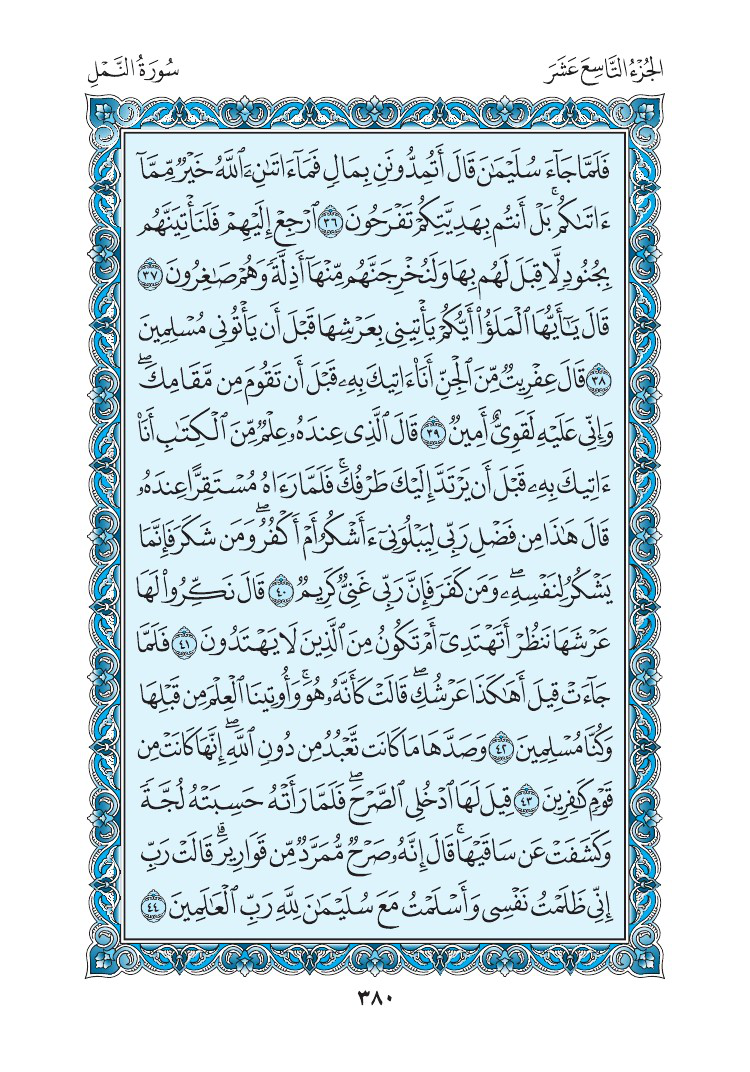 الجُزْءُ التَّاسِعَ عَشَرَ
سُورَةُ النَّمْلِ
فَلَمَّا جَآءَ سُلَيْمَٰنَ قَالَ أَتُمِدُّونَنِ بِمَالٍ فَمَآ ءَاتَىٰنِۦَ ٱللَّهُ خَيْرٌ مِّمَّآ
ءَاتَىٰكُمۚ بَلْ أَنتُم بِهَدِيَّتِكُمْ تَفْرَحُونَ ٣٦ ٱرْجِعْ إِلَيْهِمْ فَلَنَأْتِيَنَّهُم
بِجُنُودٍ لَّا قِبَلَ لَهُم بِهَا وَلَنُخْرِجَنَّهُم مِّنْهَآ أَذِلَّةً وَهُمْ صَٰغِرُونَ ٣٧
قَالَ يَٰٓأَيُّهَا ٱلْمَلَؤُا۟ أَيُّكُمْ يَأْتِينِى بِعَرْشِهَا قَبْلَ أَن يَأْتُونِى مُسْلِمِينَ
٣٨ قَالَ عِفْرِيتٌ مِّنَ ٱلْجِنِّ أَنَا۠ ءَاتِيكَ بِهِۦ قَبْلَ أَن تَقُومَ مِن مَّقَامِكَۖ
وَإِنِّى عَلَيْهِ لَقَوِىٌّ أَمِينٌ ٣٩ قَالَ ٱلَّذِى عِندَهُۥ عِلْمٌ مِّنَ ٱلْكِتَٰبِ أَنَا۠
ءَاتِيكَ بِهِۦ قَبْلَ أَن يَرْتَدَّ إِلَيْكَ طَرْفُكَۚ فَلَمَّا رَءَاهُ مُسْتَقِرًّا عِندَهُۥ
قَالَ هَٰذَا مِن فَضْلِ رَبِّى لِيَبْلُوَنِىٓ ءَأَشْكُرُ أَمْ أَكْفُرُۖ وَمَن شَكَرَ فَإِنَّمَا
يَشْكُرُ لِنَفْسِهِۦۖ وَمَن كَفَرَ فَإِنَّ رَبِّى غَنِىٌّ كَرِيمٌ ٤٠ قَالَ نَكِّرُوا۟ لَهَا
عَرْشَهَا نَنظُرْ أَتَهْتَدِىٓ أَمْ تَكُونُ مِنَ ٱلَّذِينَ لَا يَهْتَدُونَ ٤١ فَلَمَّا
جَآءَتْ قِيلَ أَهَٰكَذَا عَرْشُكِۖ قَالَتْ كَأَنَّهُۥ هُوَۚ وَأُوتِينَا ٱلْعِلْمَ مِن قَبْلِهَا
وَكُنَّا مُسْلِمِينَ ٤٢ وَصَدَّهَا مَا كَانَت تَّعْبُدُ مِن دُونِ ٱللَّهِۖ إِنَّهَا كَانَتْ مِن
قَوْمٍ كَٰفِرِينَ ٤٣ قِيلَ لَهَا ٱدْخُلِى ٱلصَّرْحَۖ فَلَمَّا رَأَتْهُ حَسِبَتْهُ لُجَّةً
وَكَشَفَتْ عَن سَاقَيْهَاۚ قَالَ إِنَّهُۥ صَرْحٌ مُّمَرَّدٌ مِّن قَوَارِيرَۗ قَالَتْ رَبِّ
إِنِّى ظَلَمْتُ نَفْسِى وَأَسْلَمْتُ مَعَ سُلَيْمَٰنَ لِلَّهِ رَبِّ ٱلْعَٰلَمِينَ ٤٤
٣٨٠